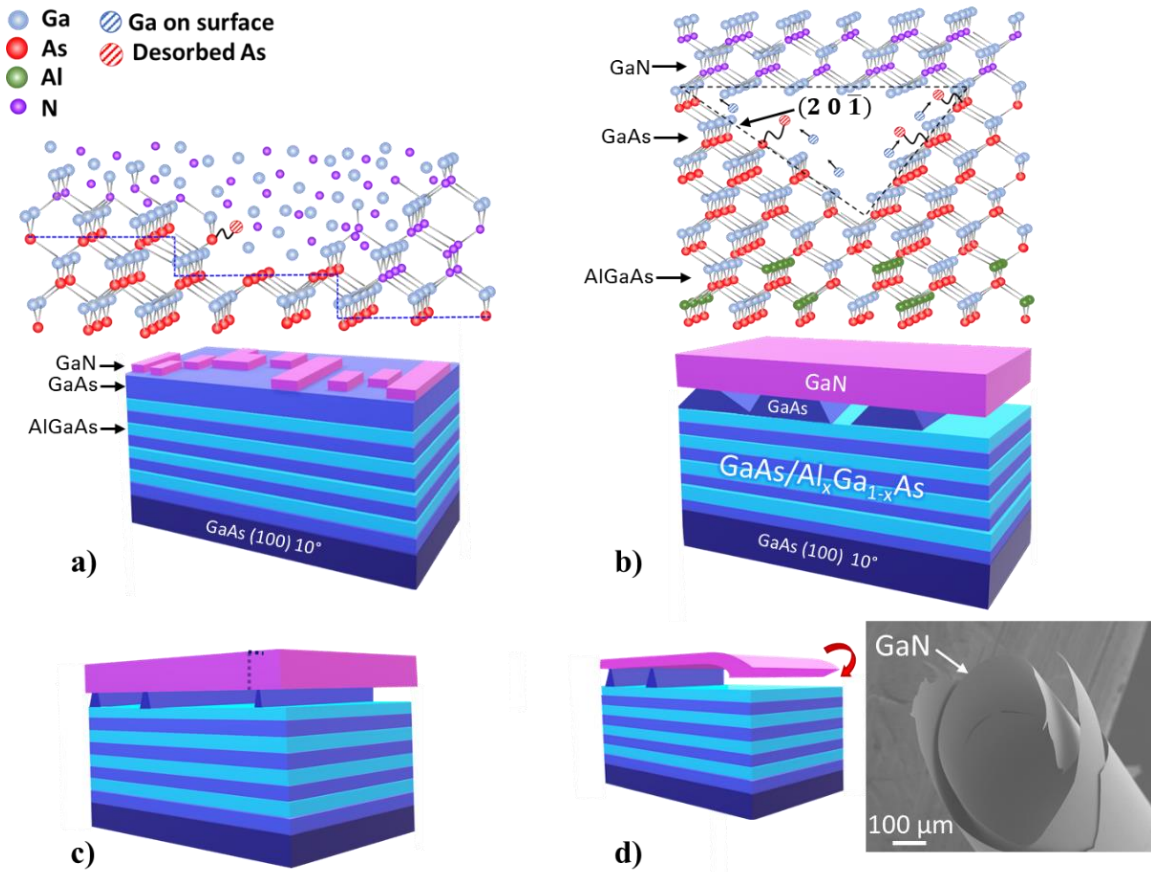 Ga
As
Al
N
Ga on surface
Desorbed As
GaN
GaAs
AlGaAs
GaAs (100) 10°
a)
GaN
(2 0 1̅)
GaAs
AlGaAs
GaN
GaAs
GaAs/AlₓGa₁₋ₓAs
GaAs (100) 10°
b)
c)
d)
GaN
100 µm